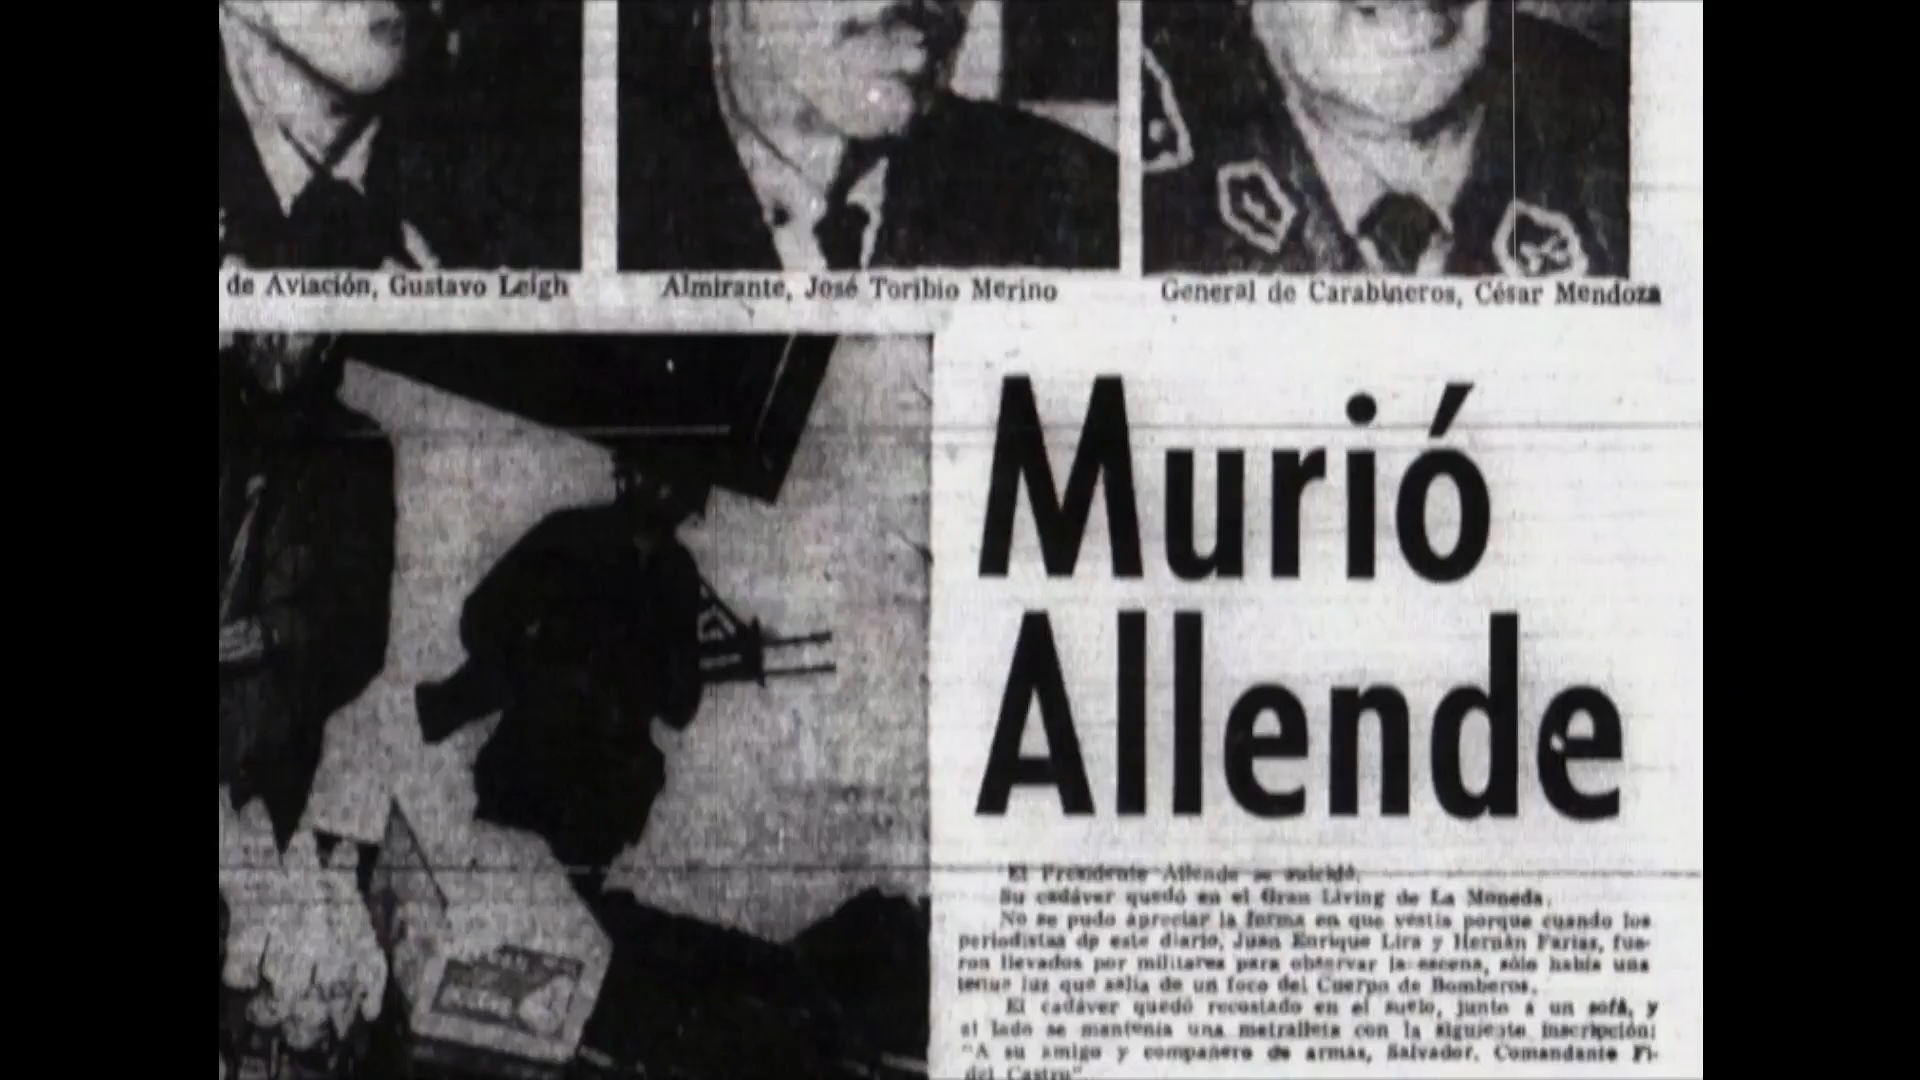 de Aviación, Gustavo Leigh
Almirante, José Toribio Merino
General de Carabineros, César Mendoza
Murió
Allende
El Presidente Allende se suicidó.
Su cadáver quedó en el Gran Living de La Moneda.
No se pudo apreciar la forma en que vestía porque cuando los
periodistas de este diario, Juan Enrique Lira y Hernán Farías, fue-
ron llevados por militares para observar la escena, sólo había una
tenue luz que salía de un foco del Cuerpo de Bomberos.
El cadáver quedó recostado en el suelo, junto a un sofá, y
al lado se mantenía una metralleta con la siguiente inscripción:
"A su amigo y compañero de armas, Salvador. Comandante Fi-
del Castro"